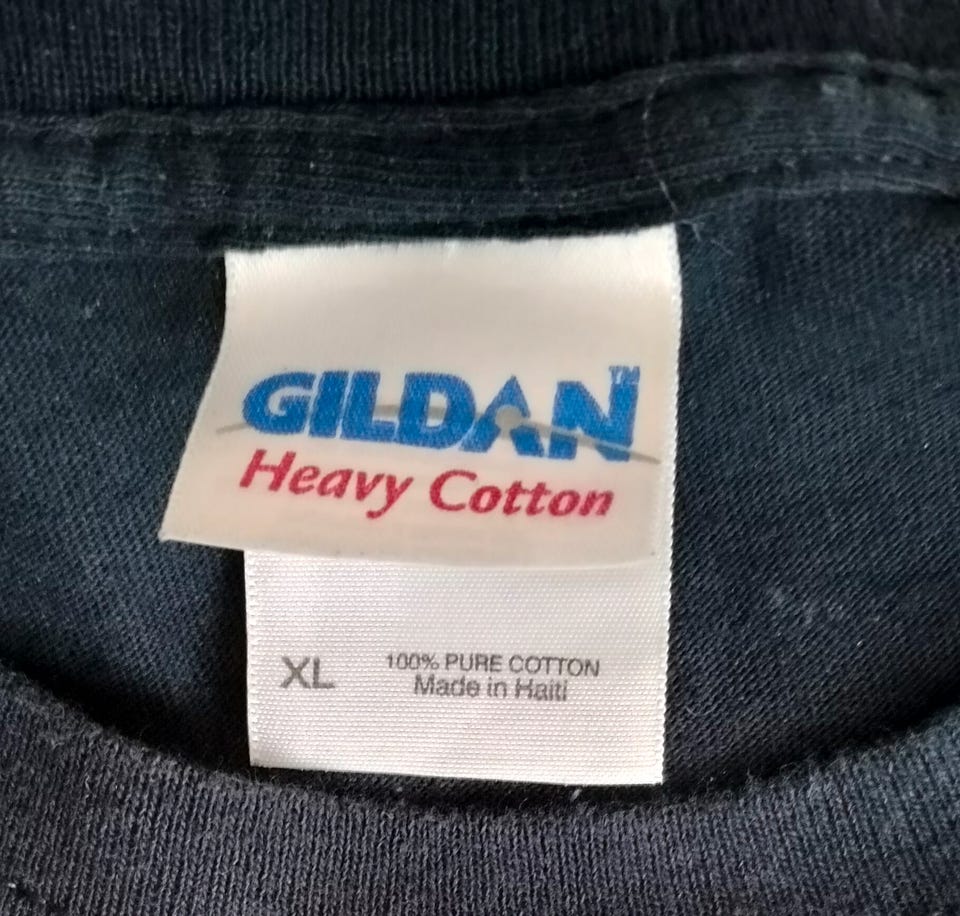 GILDAN™
Heavy Cotton
XL
100% PURE COTTON
Made in Haiti